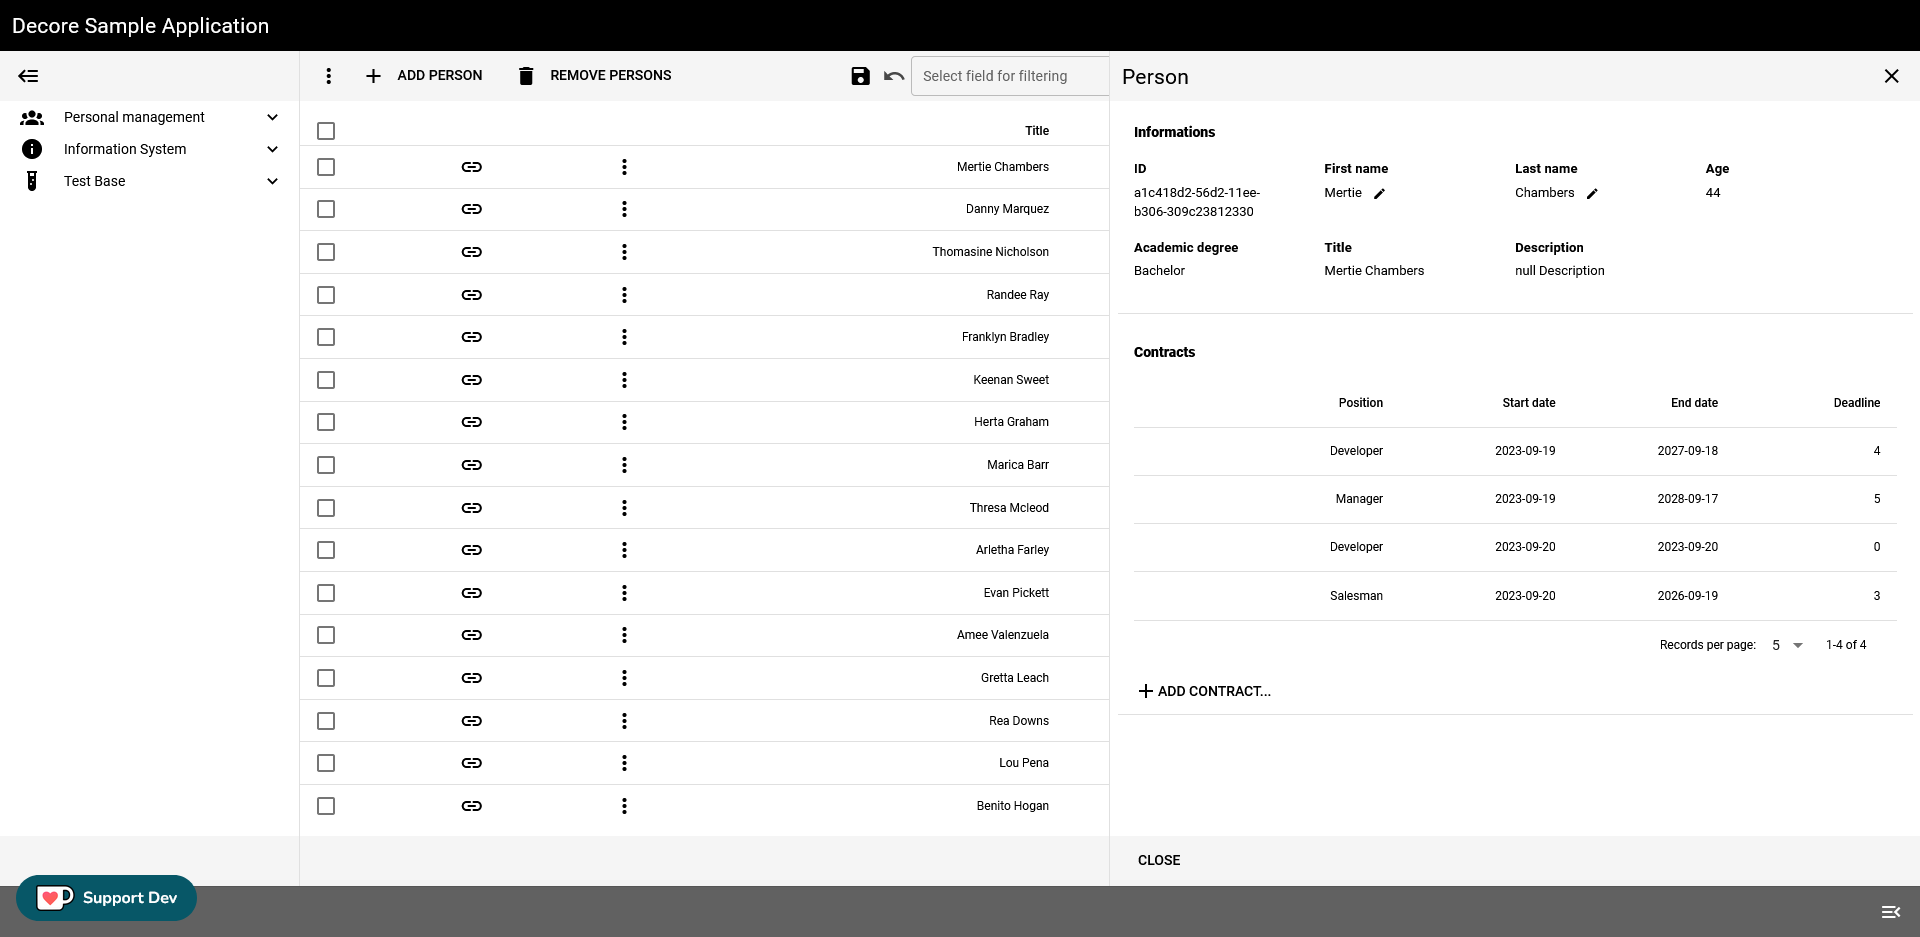 Decore Sample Application
ADD PERSON
REMOVE PERSONS
Select field for filtering
Person
Personal management
Information System
Test Base
Title
Mertie Chambers
Danny Marquez
Thomasine Nicholson
Randee Ray
Franklyn Bradley
Keenan Sweet
Herta Graham
Marica Barr
Thresa Mcleod
Arletha Farley
Evan Pickett
Amee Valenzuela
Gretta Leach
Rea Downs
Lou Pena
Benito Hogan
Informations
ID First name Last name Age
a1c418d2-56d2-11ee- Mertie Chambers 44
b306-309c23812330
Academic degree Title Description
Bachelor Mertie Chambers null Description
Contracts
Position Start date End date Deadline
Developer 2023-09-19 2027-09-18 4
Manager 2023-09-19 2028-09-17 5
Developer 2023-09-20 2023-09-20 0
Salesman 2023-09-20 2026-09-19 3
Records per page: 5 1-4 of 4
ADD CONTRACT...
CLOSE
Support Dev